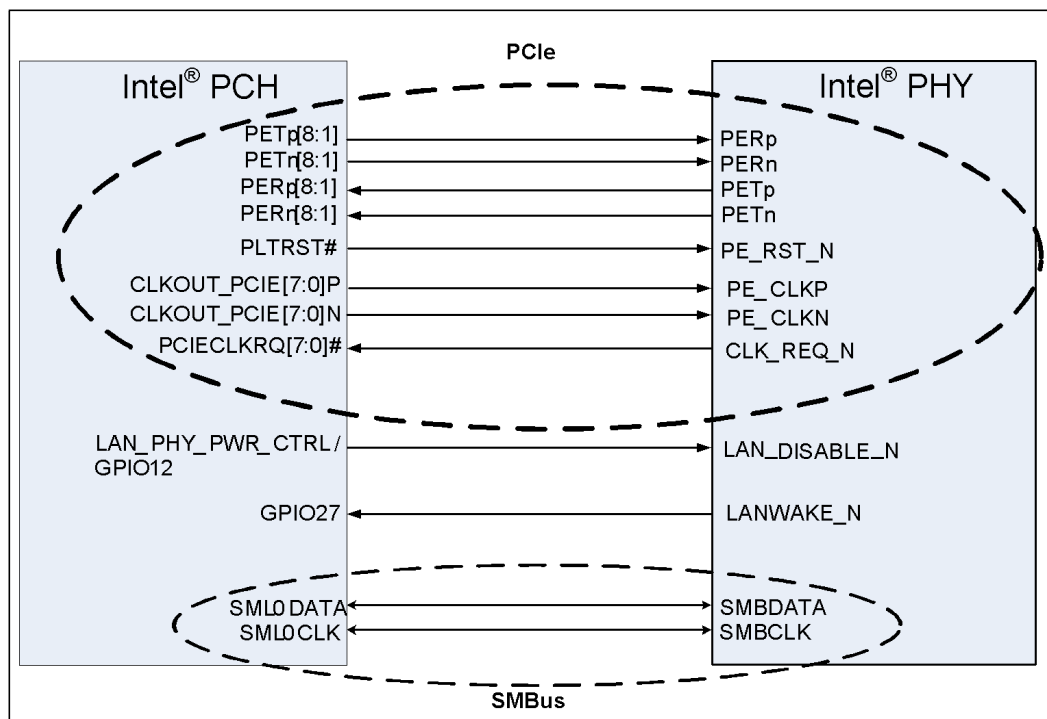 PCIe
Intel® PCH
Intel® PHY
PETp[8:1]
PERp
PETn[8:1]
PERn
PERp[8:1]
PETp
PERn[8:1]
PETn
PLTRST#
PE_RST_N
CLKOUT_PCIE[7:0]P
PE_CLKP
CLKOUT_PCIE[7:0]N
PE_CLKN
PCIECLKRQ[7:0]#
CLK_REQ_N
LAN_PHY_PWR_CTRL/
GPIO12
LAN_DISABLE_N
GPIO27
LANWAKE_N
SML0DATA
SMBDATA
SML0CLK
SMBCLK
SMBus